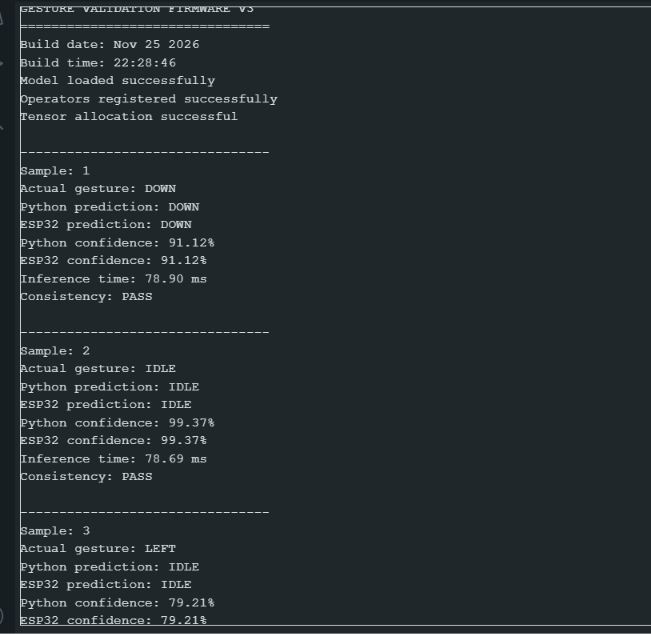 GESTURE VALIDATION FIRMWARE V3
================================
Build date: Nov 25 2026
Build time: 22:28:46
Model loaded successfully
Operators registered successfully
Tensor allocation successful
--------------------------------
Sample: 1
Actual gesture: DOWN
Python prediction: DOWN
ESP32 prediction: DOWN
Python confidence: 91.12%
ESP32 confidence: 91.12%
Inference time: 78.90 ms
Consistency: PASS
--------------------------------
Sample: 2
Actual gesture: IDLE
Python prediction: IDLE
ESP32 prediction: IDLE
Python confidence: 99.37%
ESP32 confidence: 99.37%
Inference time: 78.69 ms
Consistency: PASS
--------------------------------
Sample: 3
Actual gesture: LEFT
Python prediction: IDLE
ESP32 prediction: IDLE
Python confidence: 79.21%
ESP32 confidence: 79.21%